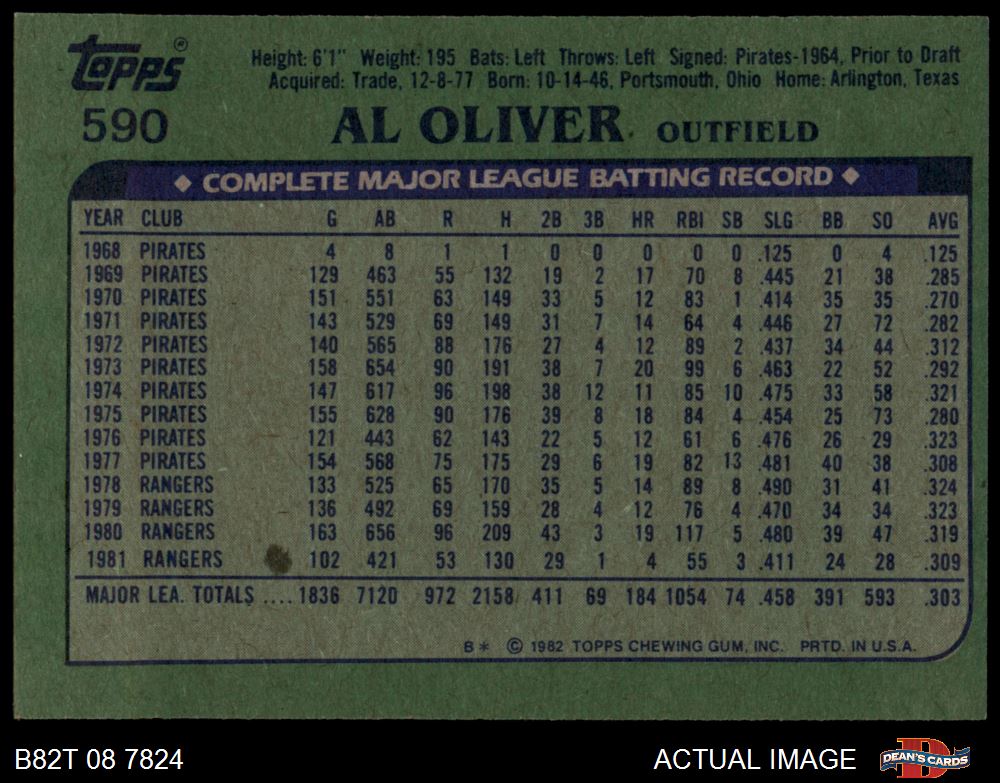 Topps®
Height: 6'1" Weight: 195 Bats: Left Throws: Left Signed: Pirates-1964, Prior to Draft
Acquired: Trade, 12-8-77 Born: 10-14-46, Portsmouth, Ohio Home: Arlington, Texas
590 AL OLIVER OUTFIELD
◆ COMPLETE MAJOR LEAGUE BATTING RECORD ◆
YEAR CLUB G AB R H 2B 3B HR RBI SB SLG BB SO AVG
1968 PIRATES 4 8 1 1 0 0 0 0 0 .125 0 4 .125
1969 PIRATES 129 463 55 132 19 2 17 70 8 .445 21 38 .285
1970 PIRATES 151 551 63 149 33 5 12 83 1 .414 35 35 .270
1971 PIRATES 143 529 69 149 31 7 14 64 4 .446 27 72 .282
1972 PIRATES 140 565 88 176 27 4 12 89 2 .437 34 44 .312
1973 PIRATES 158 654 90 191 38 7 20 99 6 .463 22 52 .292
1974 PIRATES 147 617 96 198 38 12 11 85 10 .475 33 58 .321
1975 PIRATES 155 628 90 176 39 8 18 84 4 .454 25 73 .280
1976 PIRATES 121 443 62 143 22 5 12 61 6 .476 26 29 .323
1977 PIRATES 154 568 75 175 29 6 19 82 13 .481 40 38 .308
1978 RANGERS 133 525 65 170 35 5 14 89 8 .490 31 41 .324
1979 RANGERS 136 492 69 159 28 4 12 76 4 .470 34 34 .323
1980 RANGERS 163 656 96 209 43 3 19 117 5 .480 39 47 .319
1981 RANGERS 102 421 53 130 29 1 4 55 3 .411 24 28 .309
MAJOR LEA. TOTALS .... 1836 7120 972 2158 411 69 184 1054 74 .458 391 593 .303
B* © 1982 TOPPS CHEWING GUM, INC. PRTD. IN U.S.A.
B82T 08 7824 ACTUAL IMAGE DEAN'S CARDS